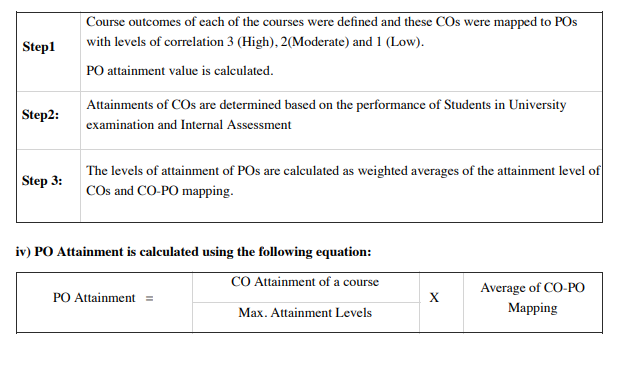 Step1
Course outcomes of each of the courses were defined and these COs were mapped to POs
with levels of correlation 3 (High), 2(Moderate) and 1 (Low).
PO attainment value is calculated.
Step2:
Attainments of COs are determined based on the performance of Students in University
examination and Internal Assessment
Step 3:
The levels of attainment of POs are calculated as weighted averages of the attainment level of
COs and CO-PO mapping.
iv) PO Attainment is calculated using the following equation:
PO Attainment =
CO Attainment of a course
Max. Attainment Levels
X
Average of CO-PO
Mapping